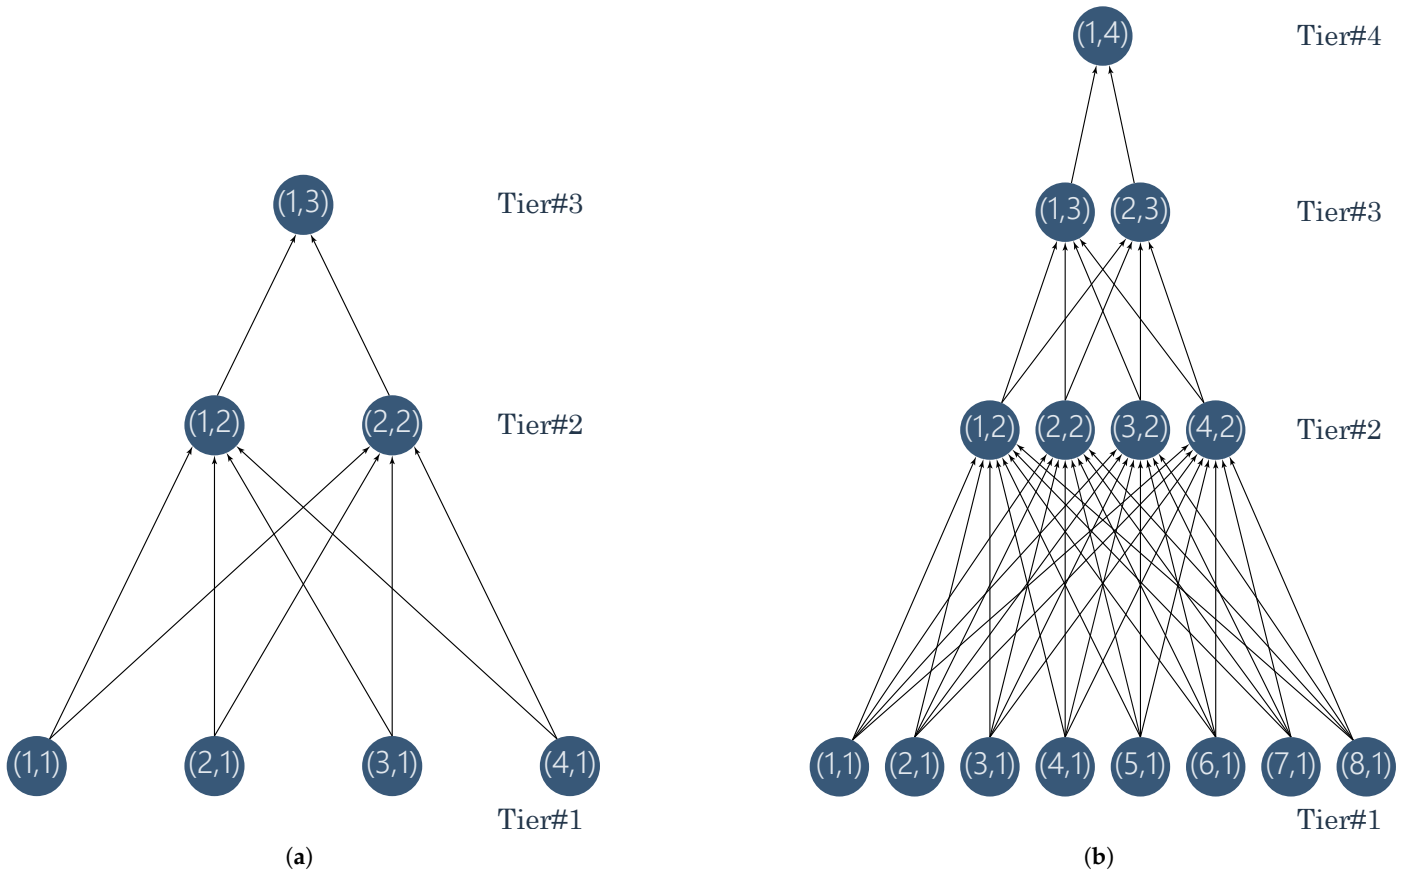 (1,3) Tier#3
(1,2) (2,2) Tier#2
(1,1) (2,1) (3,1) (4,1)
Tier#1
(a)
(1,4) Tier#4
(1,3) (2,3) Tier#3
(1,2) (2,2) (3,2) (4,2) Tier#2
(1,1) (2,1) (3,1) (4,1) (5,1) (6,1) (7,1) (8,1)
Tier#1
(b)